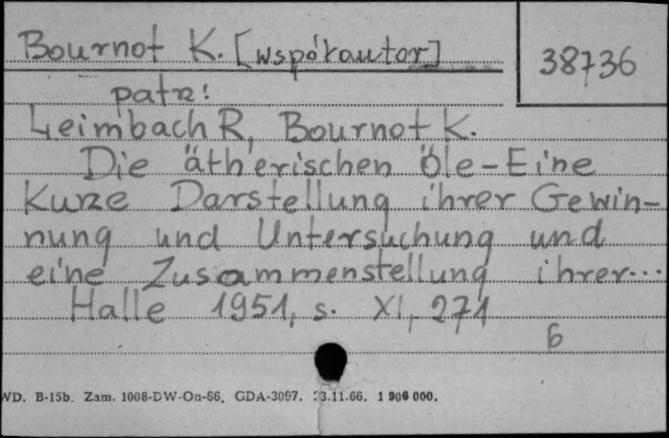 Bournot K. [współautor]
38736
patrz!
Leimbach R, Bournot K.
Die ätherischen Öle - Eine
Kurze Darstellung ihrer Gewin-
nung und Untersuchung und
eine Zusammenstellung ihrer...
Halle 1951, s. XI, 271
6
WD. B-15b. Zam. 1008-DW-On-66. GDA-3097. 23.11.66. 1 906 000.